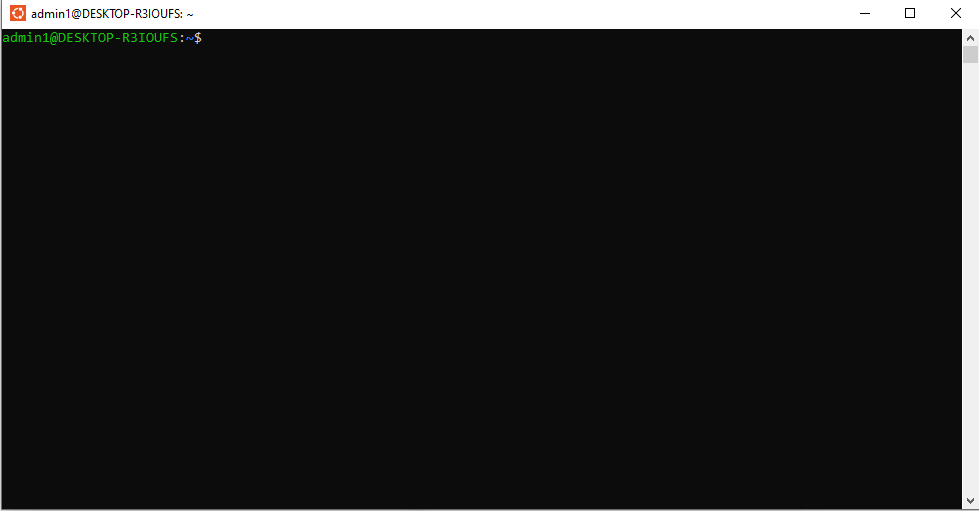 admin1@DESKTOP-R3IOUFS: ~
admin1@DESKTOP-R3IOUFS:~$